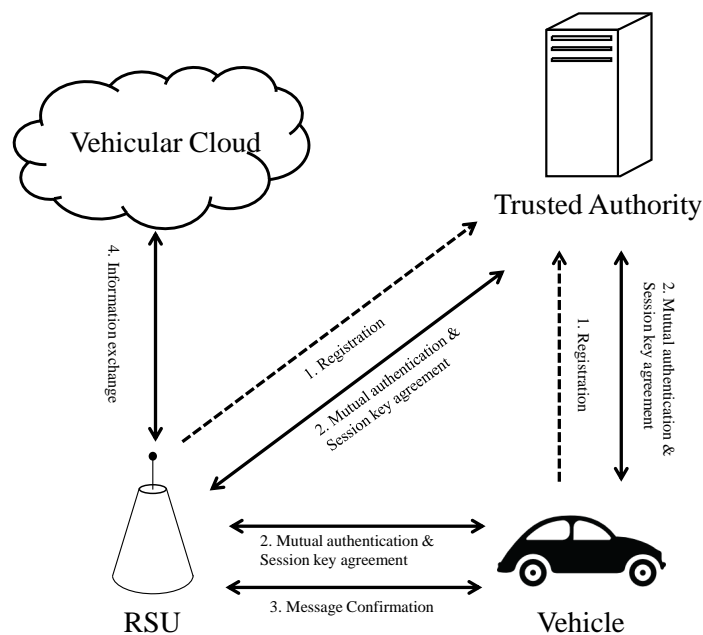 Vehicular Cloud
Trusted Authority
4. Information exchange
1. Registration
2. Mutual authentication &
Session key agreement
1. Registration
2. Mutual authentication &
Session key agreement
2. Mutual authentication &
Session key agreement
3. Message Confirmation
RSU
Vehicle